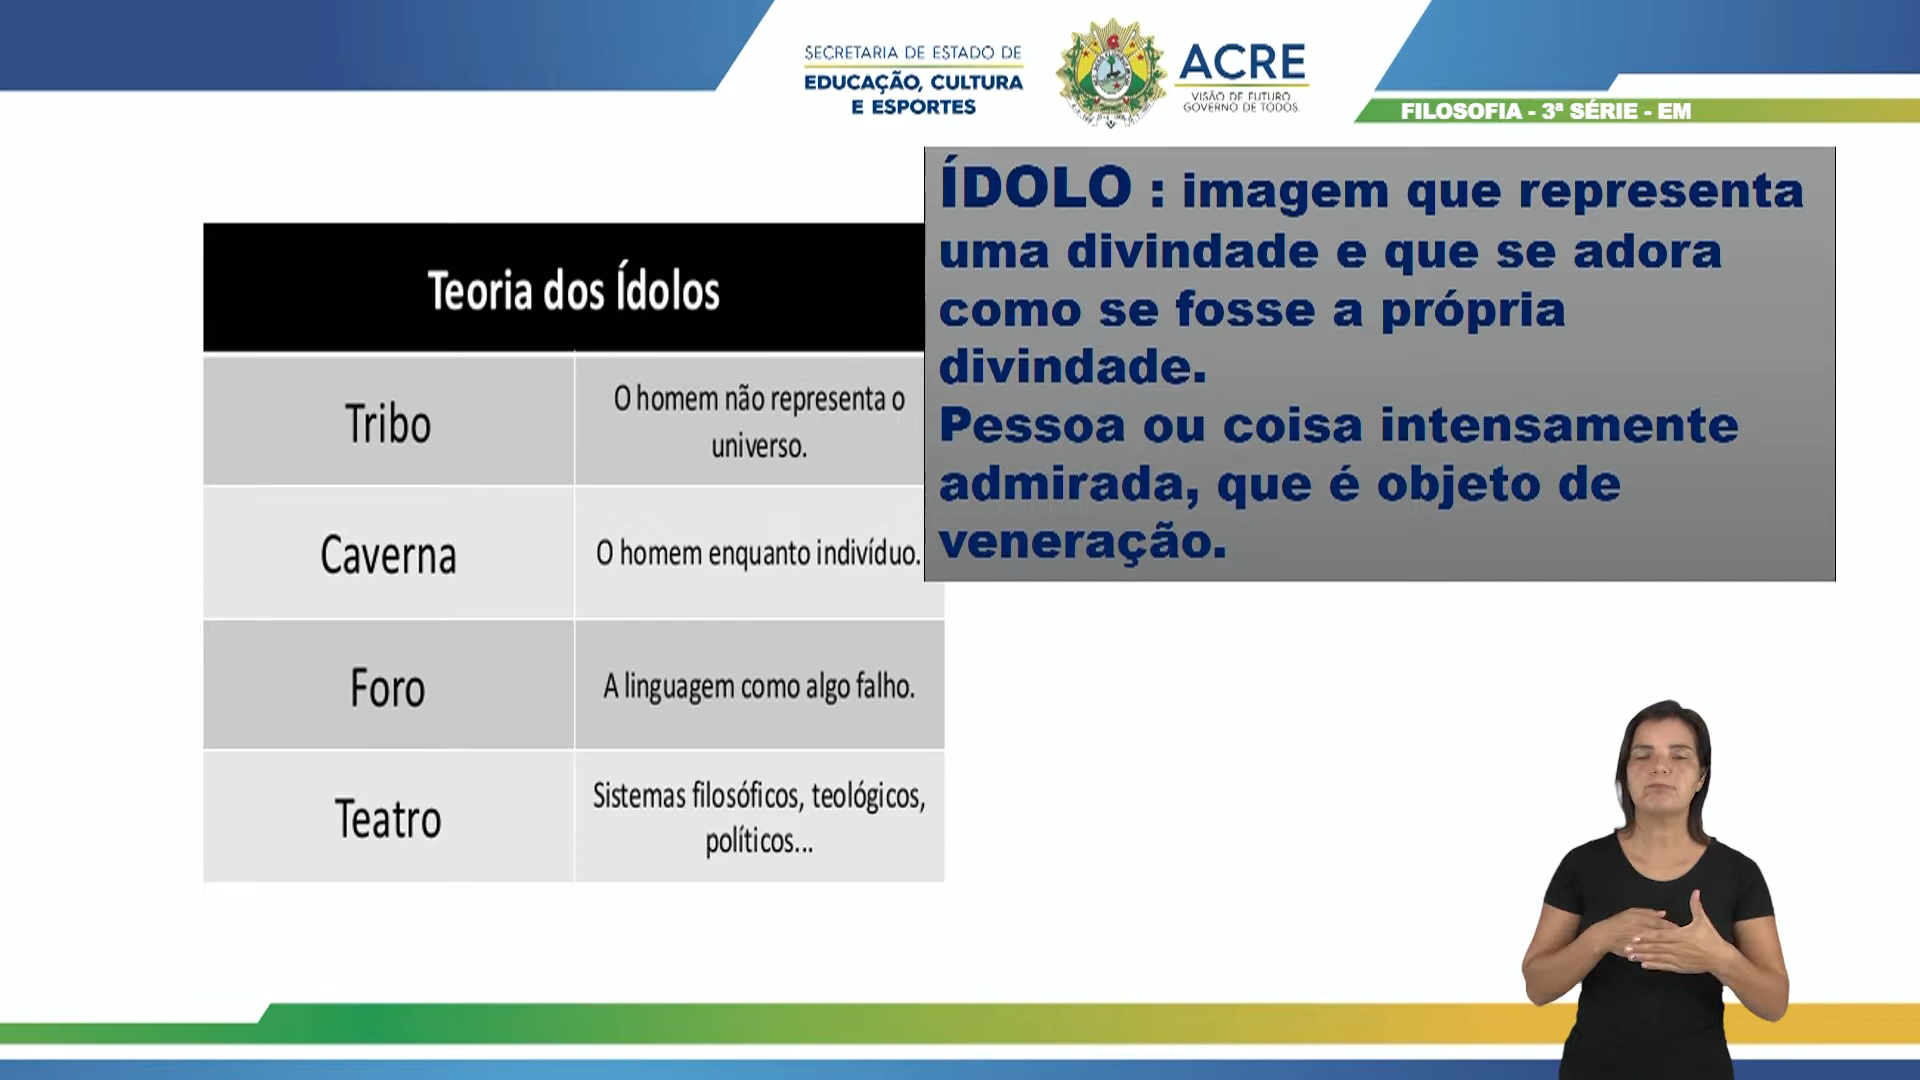 SECRETARIA DE ESTADO DE
EDUCAÇÃO, CULTURA
E ESPORTES
ACRE
VISÃO DE FUTURO
GOVERNO DE TODOS.
FILOSOFIA - 3ª SÉRIE - EM
ÍDOLO : imagem que representa
uma divindade e que se adora
como se fosse a própria
divindade.
Pessoa ou coisa intensamente
admirada, que é objeto de
veneração.
Teoria dos Ídolos
Tribo
O homem não representa o
universo.
Caverna
O homem enquanto indivíduo.
Foro
A linguagem como algo falho.
Teatro
Sistemas filosóficos, teológicos,
políticos...